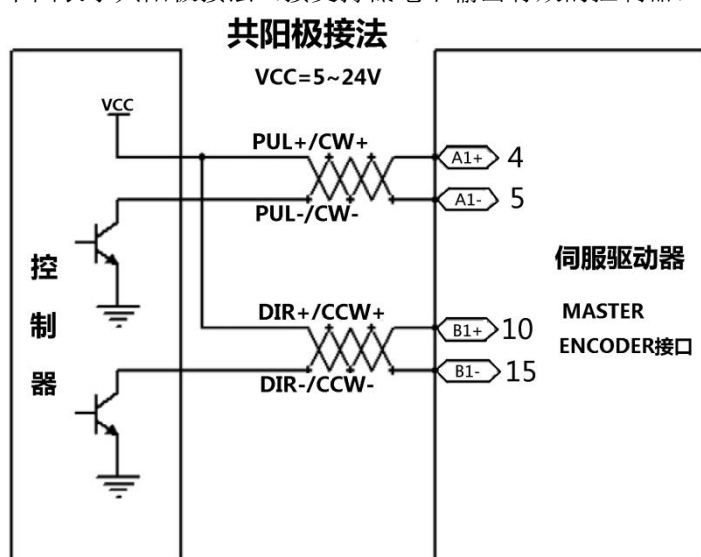 共阳极接法
VCC=5~24V
VCC
PUL+/CW+
A1+ 4
PUL-/CW-
A1- 5
控制器
伺服驱动器
DIR+/CCW+
B1+ 10
MASTER
ENCODER接口
DIR-/CCW-
B1- 15